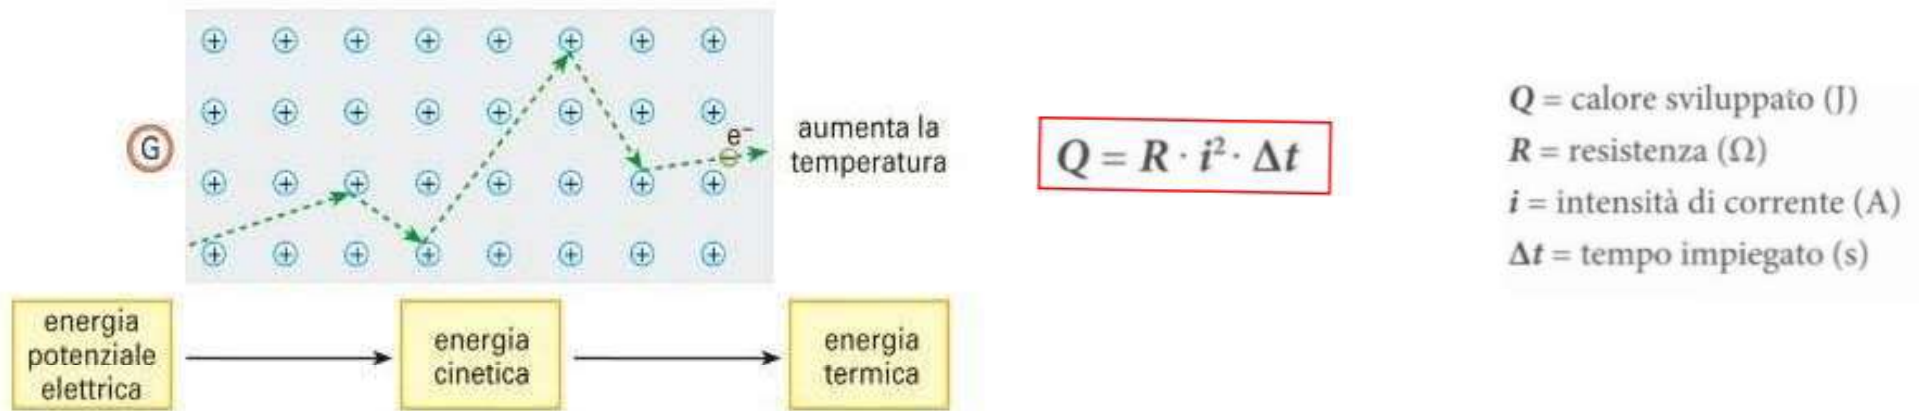 G
+ + + + + + + +
+ + + + + + + +
+ + + + + + + +
+ + + + + + + +
e⁻
aumenta la
temperatura
energia
potenziale
elettrica
energia
cinetica
energia
termica
Q = R · i² · Δt
Q = calore sviluppato (J)
R = resistenza (Ω)
i = intensità di corrente (A)
Δt = tempo impiegato (s)